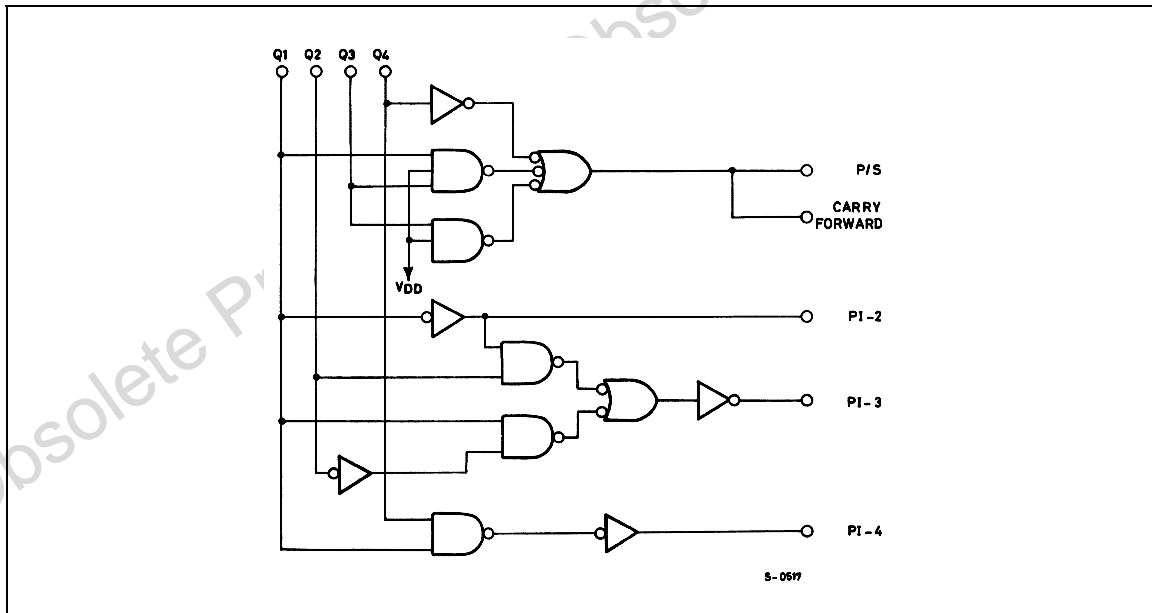 Q1 Q2 Q3 Q4
P/S
CARRY
FORWARD
VDD
PI-2
PI-3
PI-4
S-0517